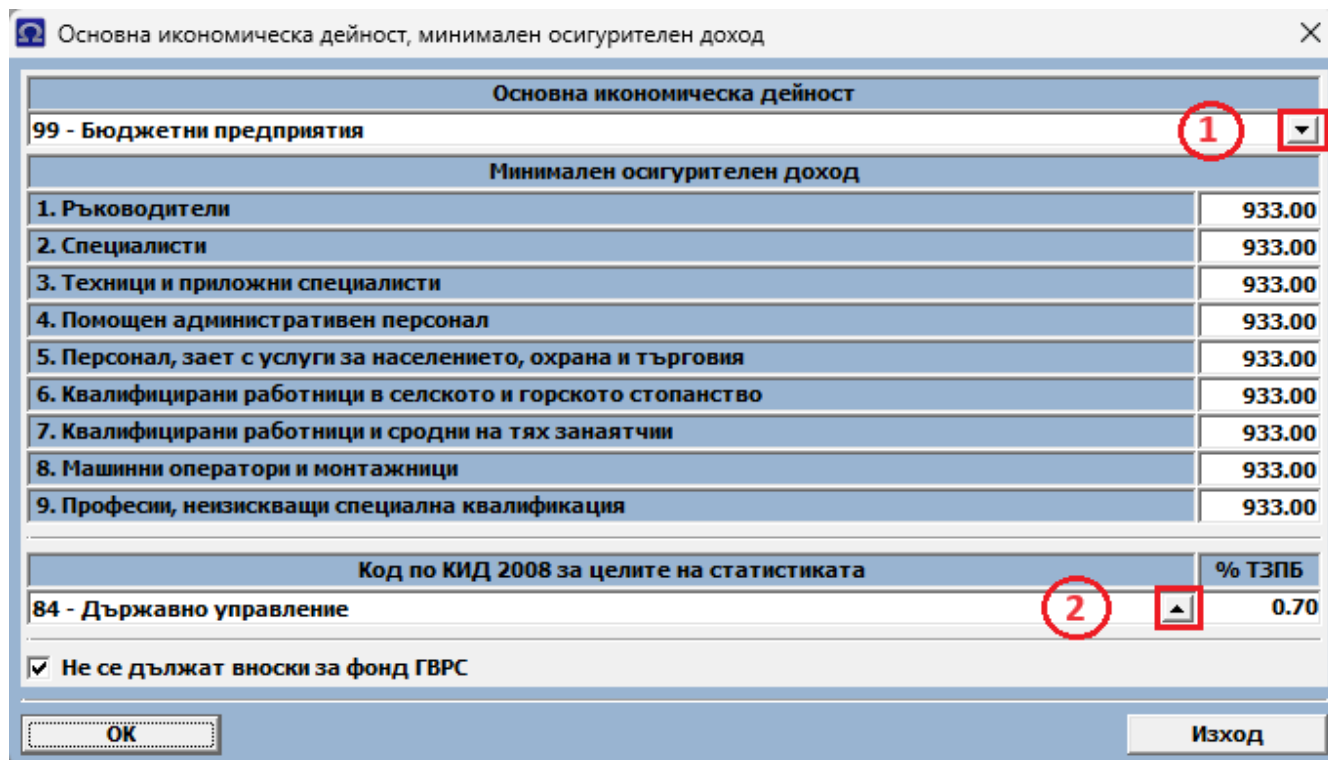 Основна икономическа дейност, минимален осигурителен доход
Основна икономическа дейност
99 - Бюджетни предприятия 1
Минимален осигурителен доход
1. Ръководители 933.00
2. Специалисти 933.00
3. Техници и приложни специалисти 933.00
4. Помощен административен персонал 933.00
5. Персонал, зает с услуги за населението, охрана и търговия 933.00
6. Квалифицирани работници в селското и горското стопанство 933.00
7. Квалифицирани работници и сродни на тях занаятчии 933.00
8. Машинни оператори и монтажници 933.00
9. Професии, неизискващи специална квалификация 933.00
Код по КИД 2008 за целите на статистиката % ТЗПБ
84 - Държавно управление 2 0.70
Не се дължат вноски за фонд ГВРС
ОК Изход